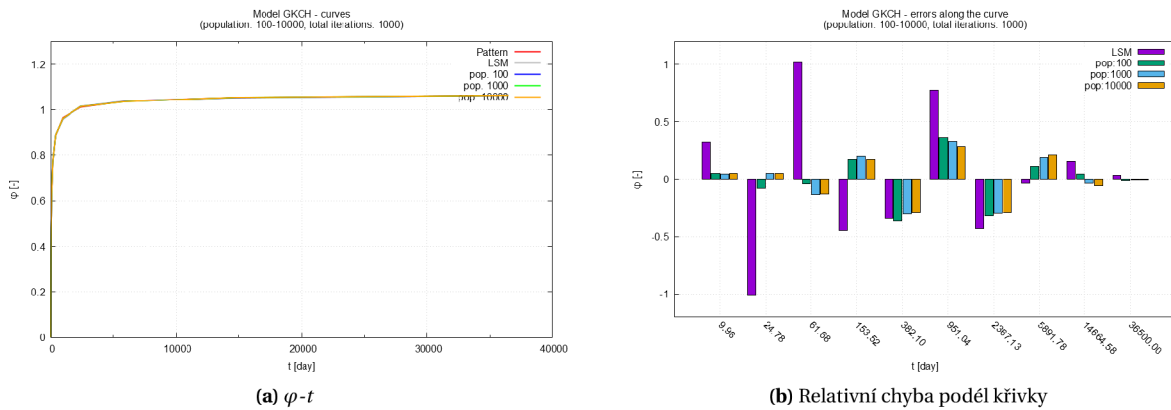 Model GKCH - curves
(population: 100-10000, total iterations: 1000)
Pattern
LSM
pop. 100
pop. 1000
pop. 10000
1.2
1
0.8
0.6
0.4
0.2
0
φ [-]
0
10000
20000
30000
40000
t [day]
(a) φ-t
Model GKCH - errors along the curve
(population: 100-10000, total iterations: 1000)
LSM
pop:100
pop:1000
pop:10000
1
0.5
0
-0.5
-1
φ [-]
9.96
24.78
61.68
153.52
382.10
951.04
2367.13
5891.78
14664.58
36500.00
t [day]
(b) Relativní chyba podél křivky